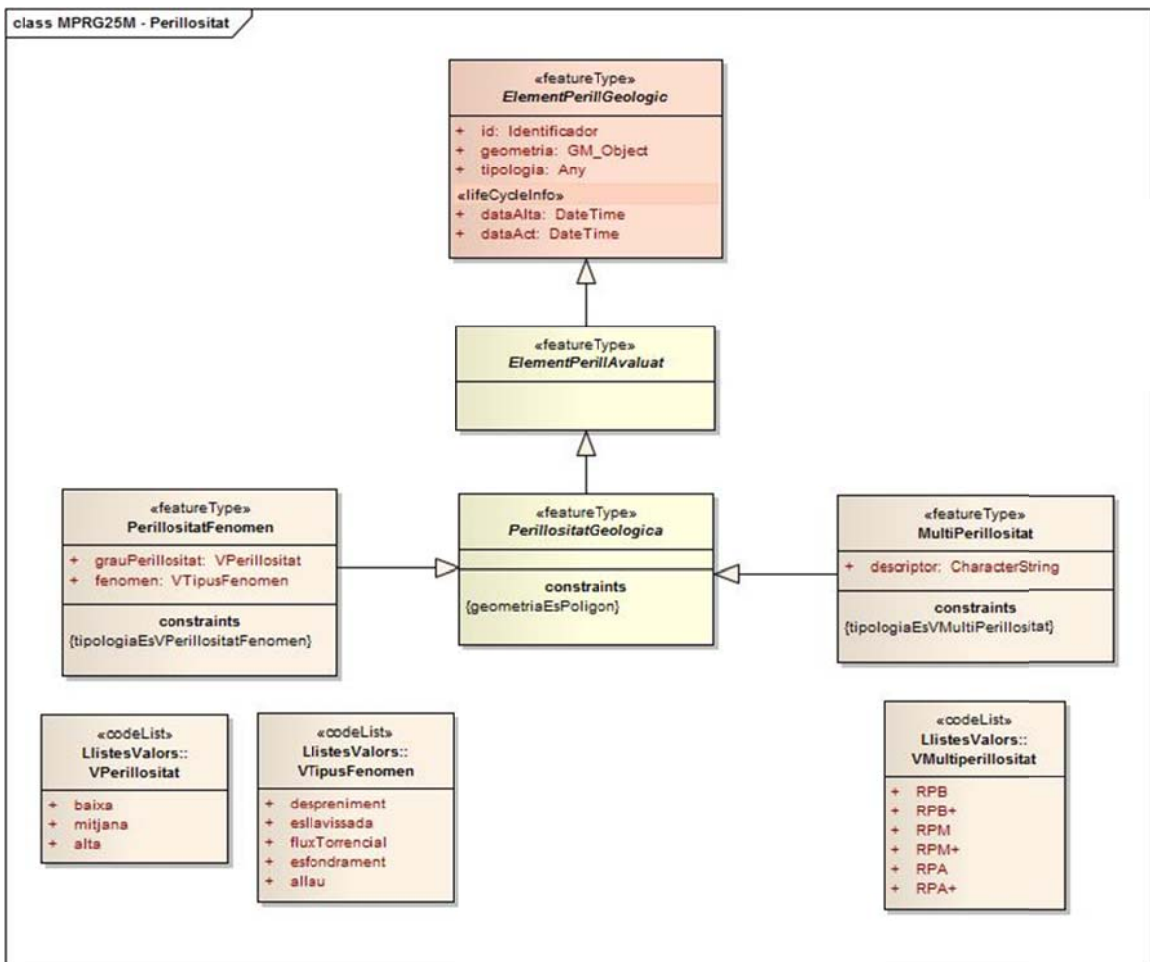 class MPRG25M - Perillositat
«featureType»
ElementPerillGeologic
+ id: Identificador
+ geometria: GM_Object
+ tipologia: Any
«lifeCycleInfo»
+ dataAlta: DateTime
+ dataAct: DateTime
«featureType»
ElementPerillAvaluat
«featureType»
PerillositatFenomen
+ grauPerillositat: VPerillositat
+ fenomen: VTipusFenomen
constraints
{tipologiaEsVPerillositatFenomen}
«featureType»
PerillositatGeologica
constraints
{geometriaEsPoligon}
«featureType»
MultiPerillositat
+ descriptor: CharacterString
constraints
{tipologiaEsVMultiPerillositat}
«codeList»
LlistesValors::
VPerillositat
+ baixa
+ mitjana
+ alta
«codeList»
LlistesValors::
VTipusFenomen
+ despreniment
+ esllavissada
+ fluxTorrencial
+ esfondrament
+ allau
«codeList»
LlistesValors::
VMultiperillositat
+ RPB
+ RPB+
+ RPM
+ RPM+
+ RPA
+ RPA+